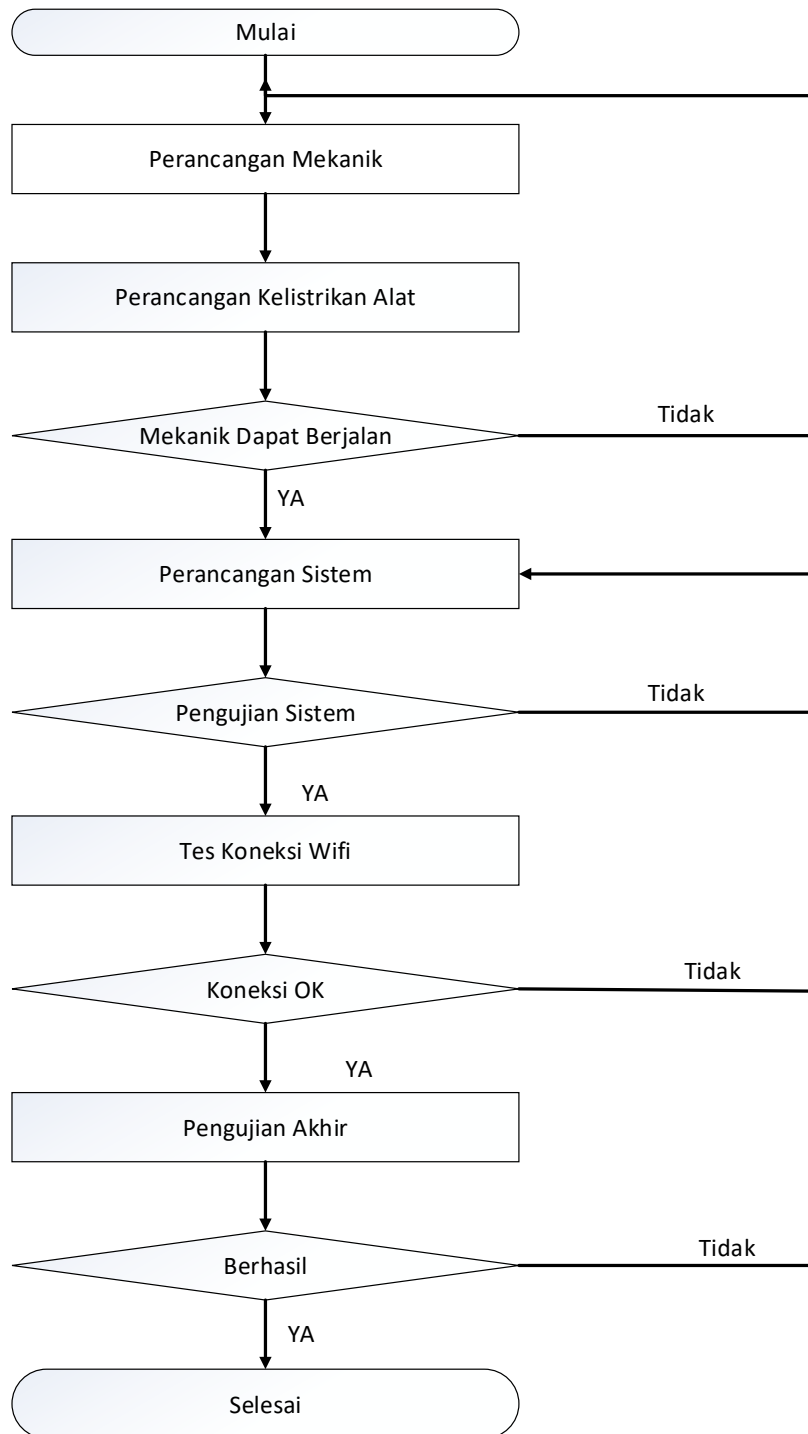 Mulai
Perancangan Mekanik
Perancangan Kelistrikan Alat
Mekanik Dapat Berjalan
Tidak
YA
Perancangan Sistem
Pengujian Sistem
Tidak
YA
Tes Koneksi Wifi
Koneksi OK
Tidak
YA
Pengujian Akhir
Berhasil
Tidak
YA
Selesai